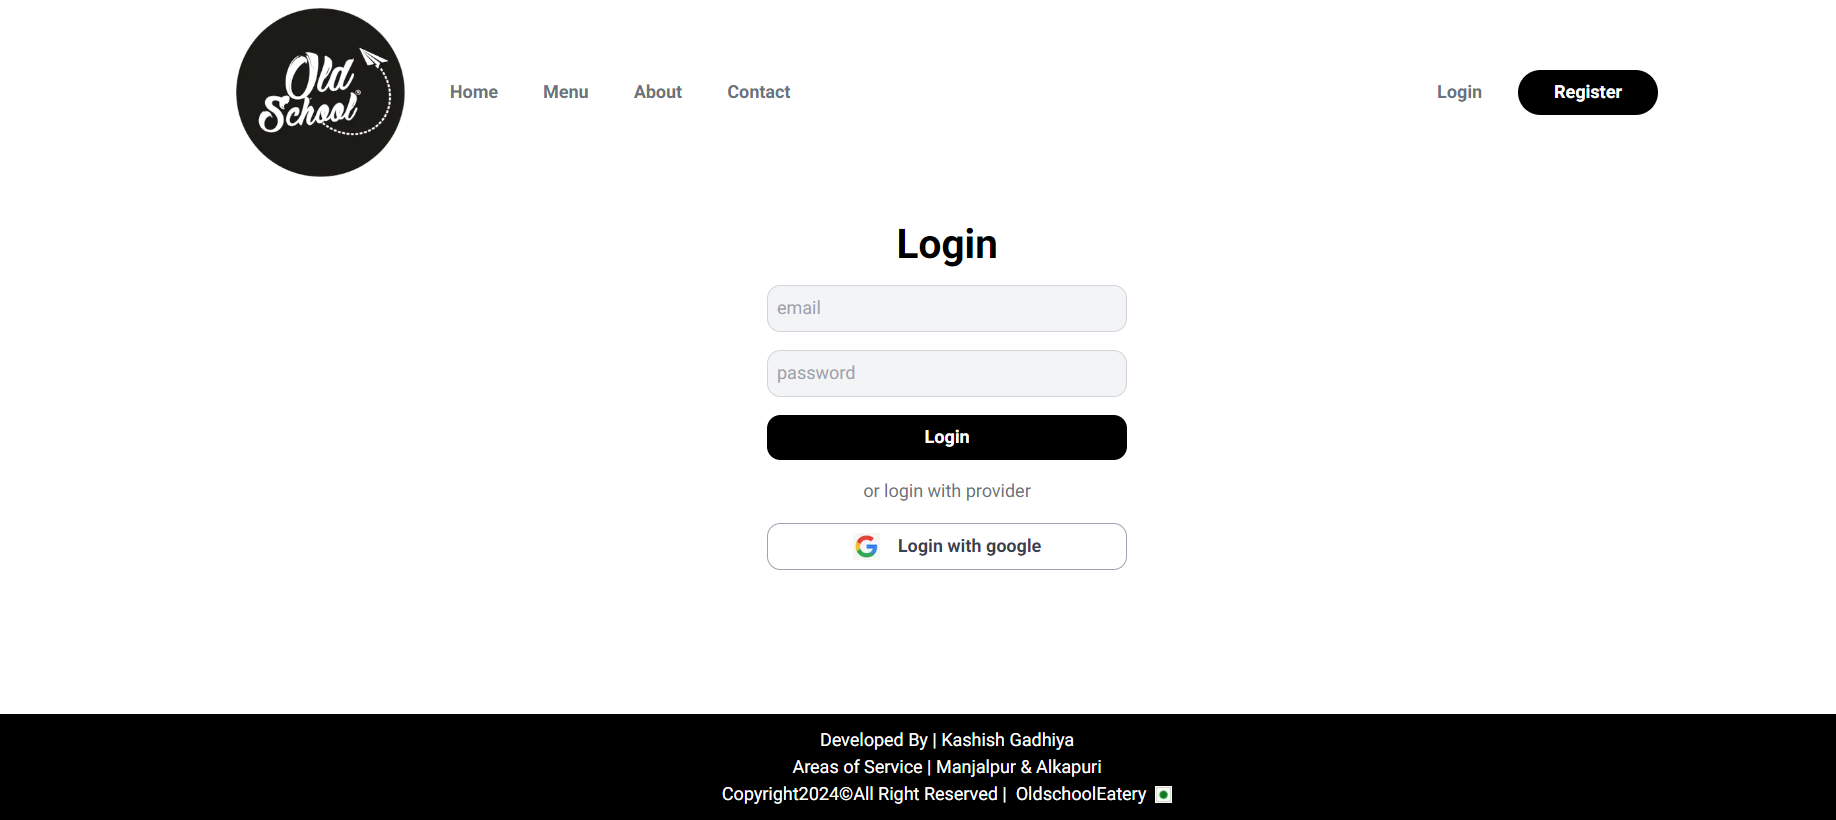 Old
School®
Home Menu About Contact
Login Register
Login
email
password
Login
or login with provider
Login with google
Developed By | Kashish Gadhiya
Areas of Service | Manjalpur & Alkapuri
Copyright2024©All Right Reserved | OldschoolEatery